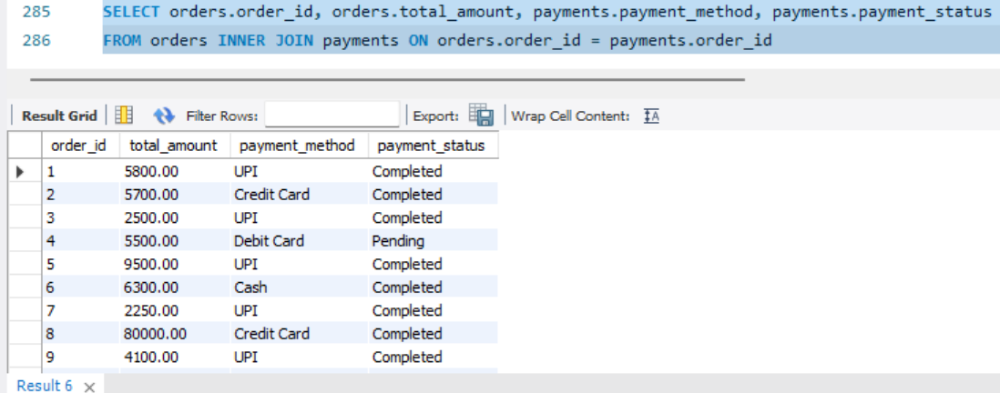 285 SELECT orders.order_id, orders.total_amount, payments.payment_method, payments.payment_status
286 FROM orders INNER JOIN payments ON orders.order_id = payments.order_id
Result Grid Filter Rows: Export: Wrap Cell Content: IA
order_id total_amount payment_method payment_status
1 5800.00 UPI Completed
2 5700.00 Credit Card Completed
3 2500.00 UPI Completed
4 5500.00 Debit Card Pending
5 9500.00 UPI Completed
6 6300.00 Cash Completed
7 2250.00 UPI Completed
8 80000.00 Credit Card Completed
9 4100.00 UPI Completed
Result 6 ×